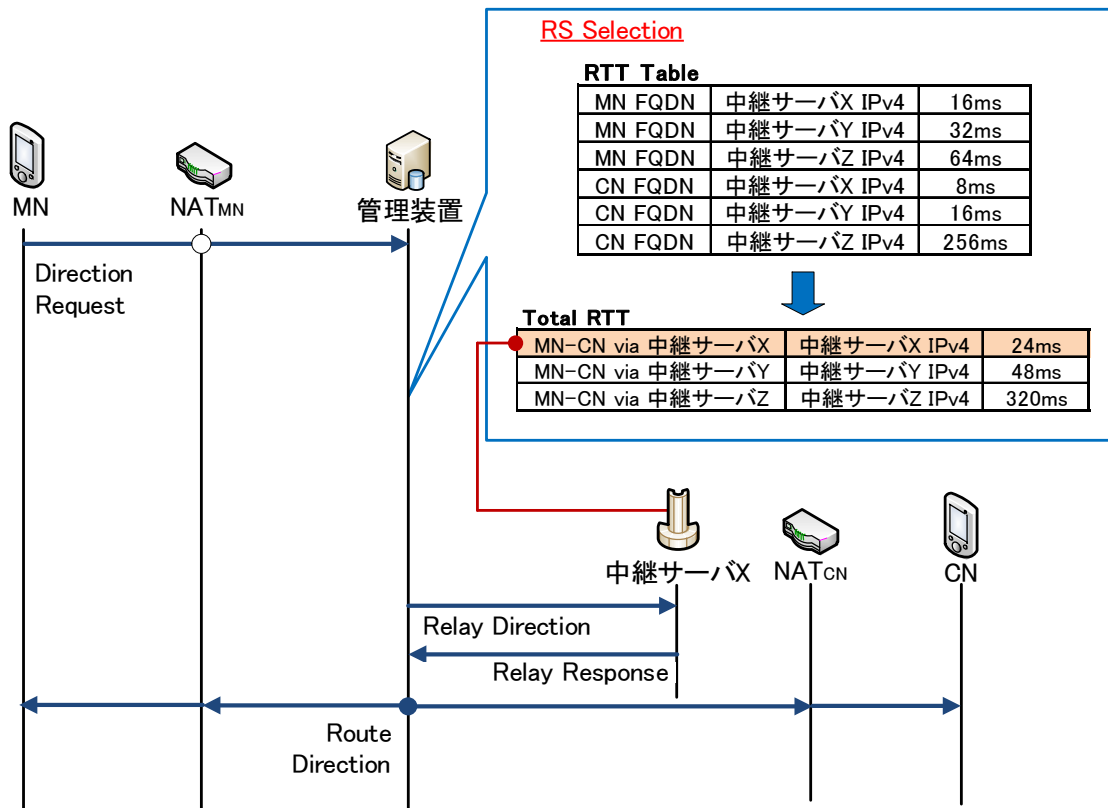 RS Selection
RTT Table
MN FQDN 中継サーバX IPv4 16ms
MN FQDN 中継サーバY IPv4 32ms
MN FQDN 中継サーバZ IPv4 64ms
CN FQDN 中継サーバX IPv4 8ms
CN FQDN 中継サーバY IPv4 16ms
CN FQDN 中継サーバZ IPv4 256ms
MN NATMN 管理装置
Direction
Request
Total RTT
MN-CN via 中継サーバX 中継サーバX IPv4 24ms
MN-CN via 中継サーバY 中継サーバY IPv4 48ms
MN-CN via 中継サーバZ 中継サーバZ IPv4 320ms
中継サーバX NATCN CN
Relay Direction
Relay Response
Route
Direction